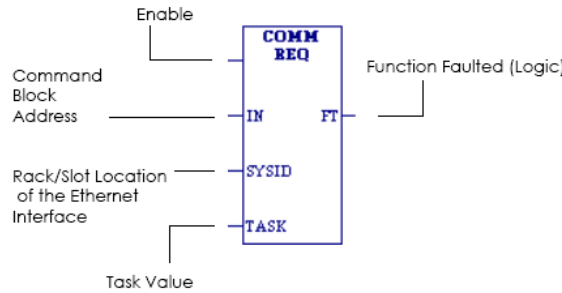 Enable
COMM
REQ
Function Faulted (Logic)
Command
Block
Address
IN
FT
Rack/Slot Location
of the Ethernet
Interface
SYSID
TASK
Task Value